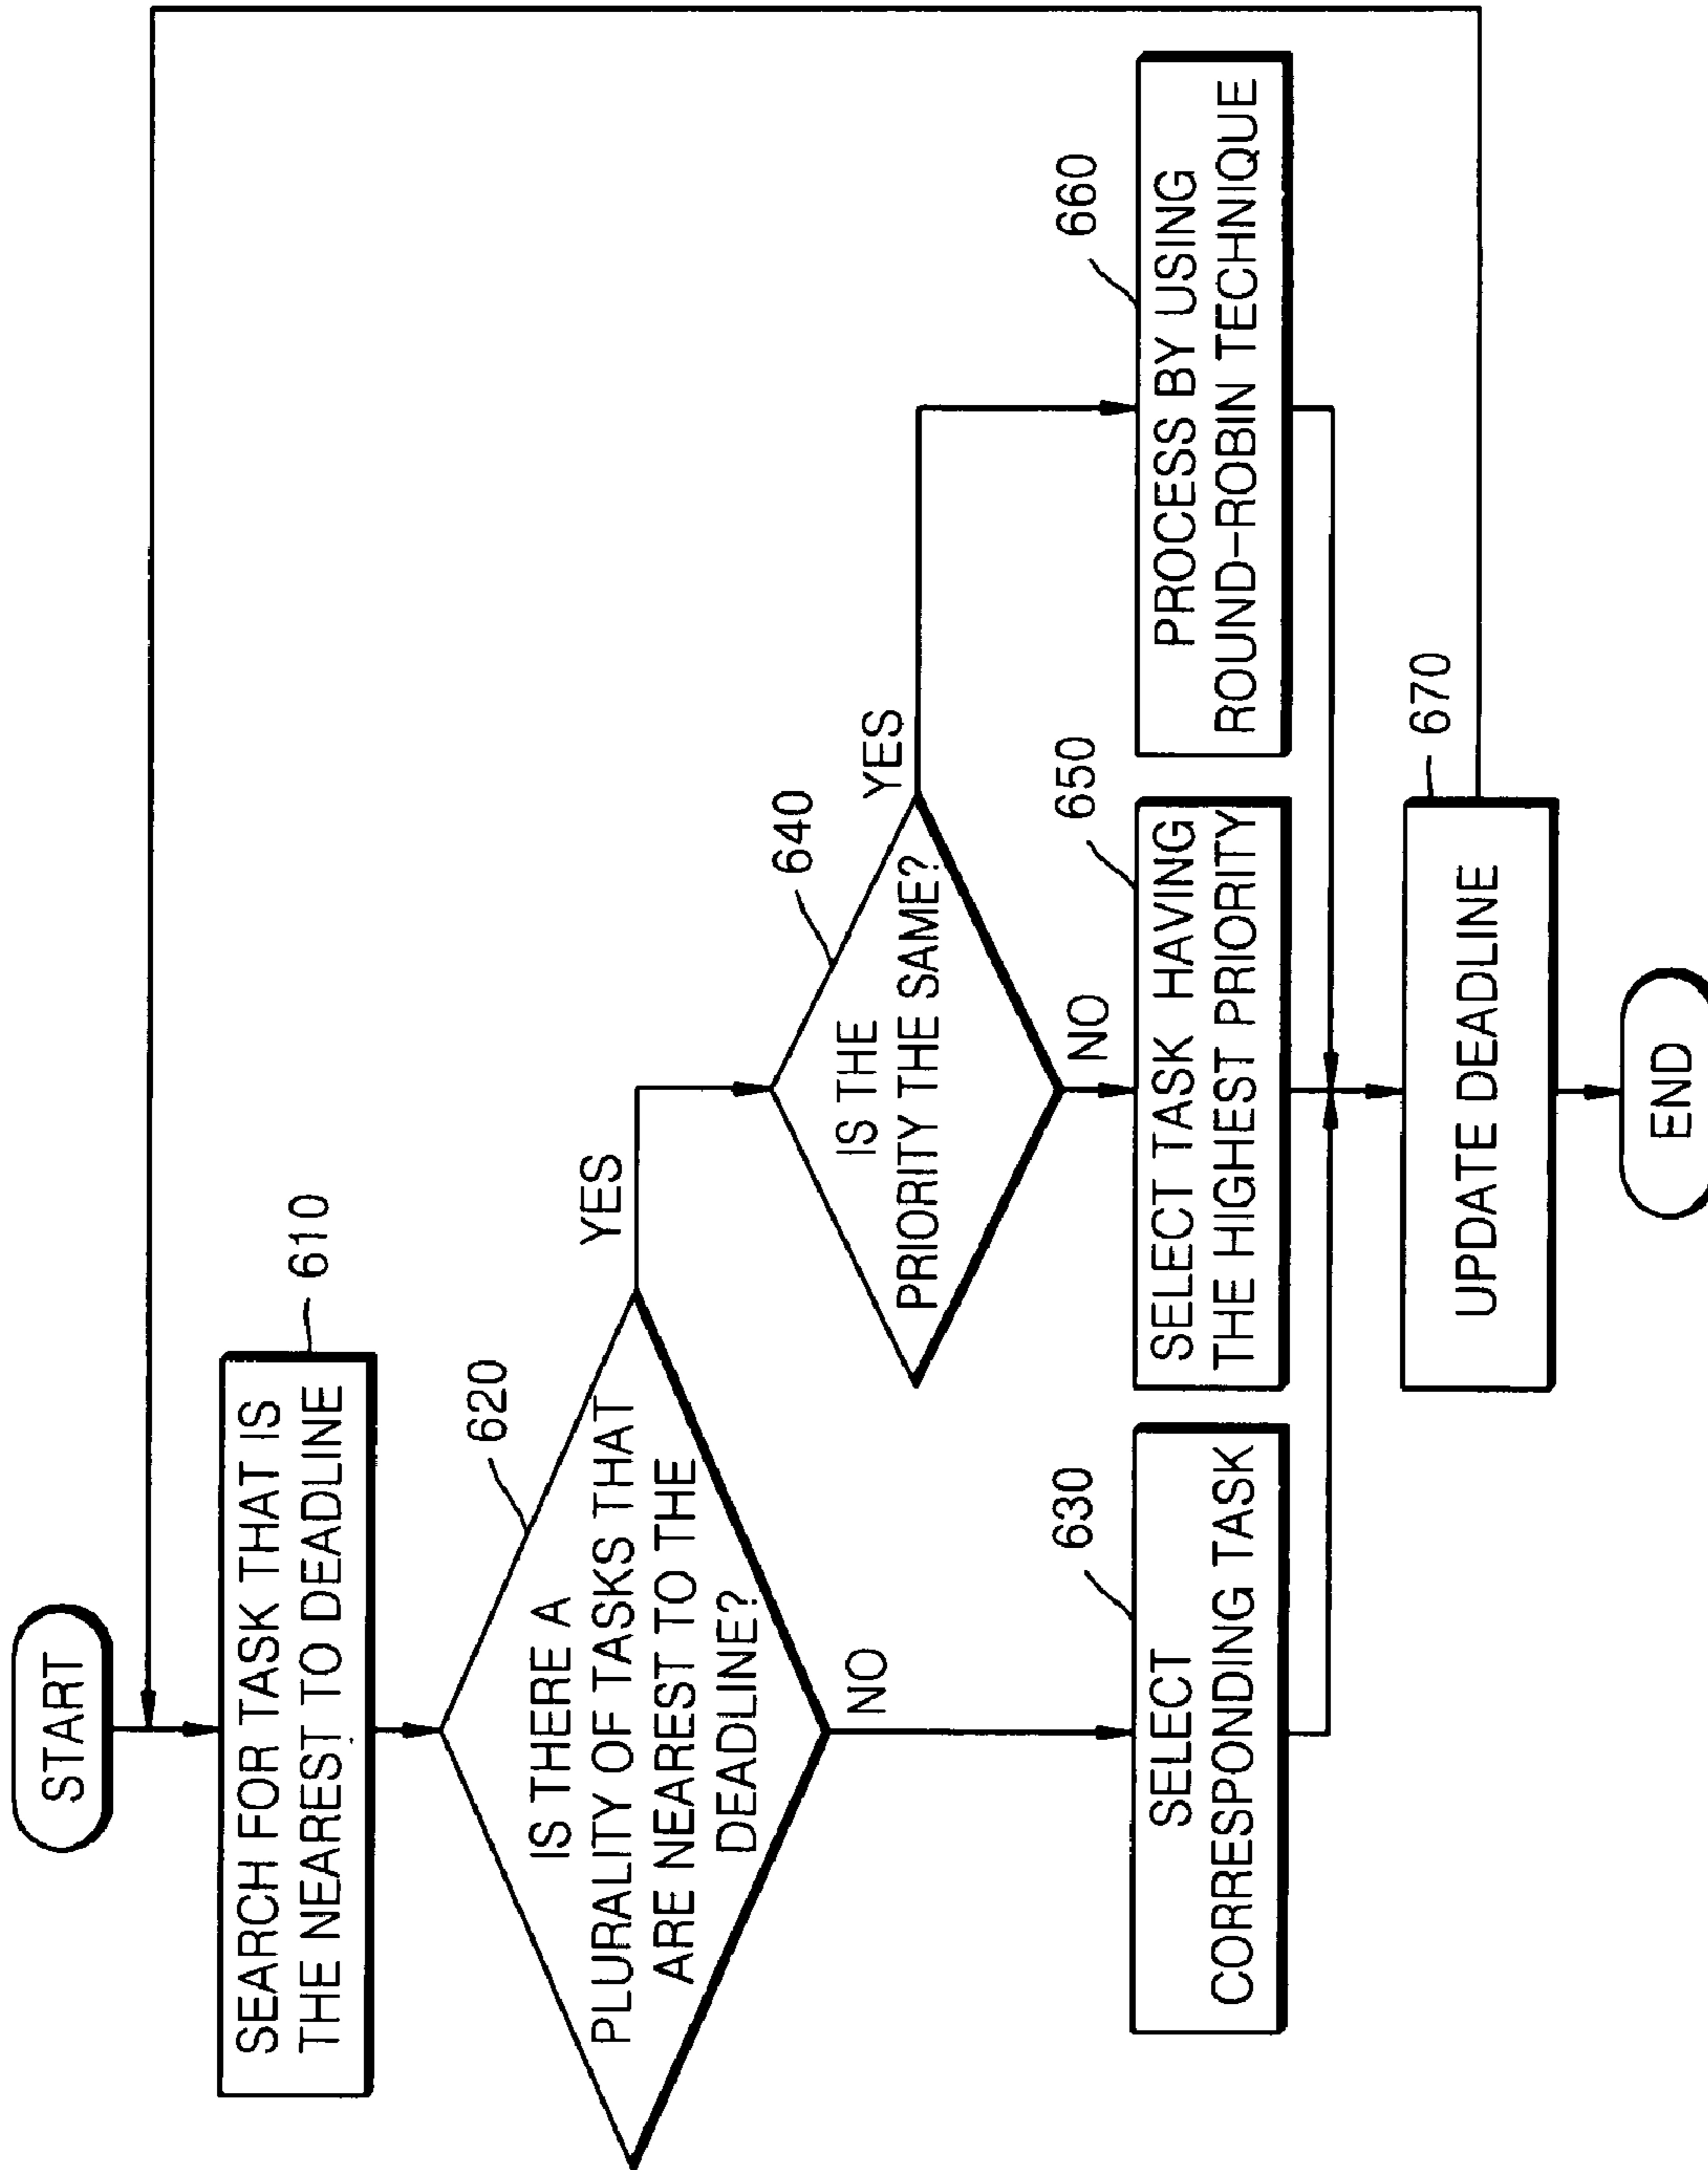 START
SEARCH FOR TASK THAT IS
THE NEAREST TO DEADLINE
610
IS THERE A
PLURALITY OF TASKS THAT
ARE NEAREST TO THE
DEADLINE?
620
YES
NO
IS THE
PRIORITY THE SAME?
640
YES
NO
SELECT
CORRESPONDING TASK
630
SELECT TASK HAVING
THE HIGHEST PRIORITY
650
PROCESS BY USING
ROUND-ROBIN TECHNIQUE
660
UPDATE DEADLINE
670
END